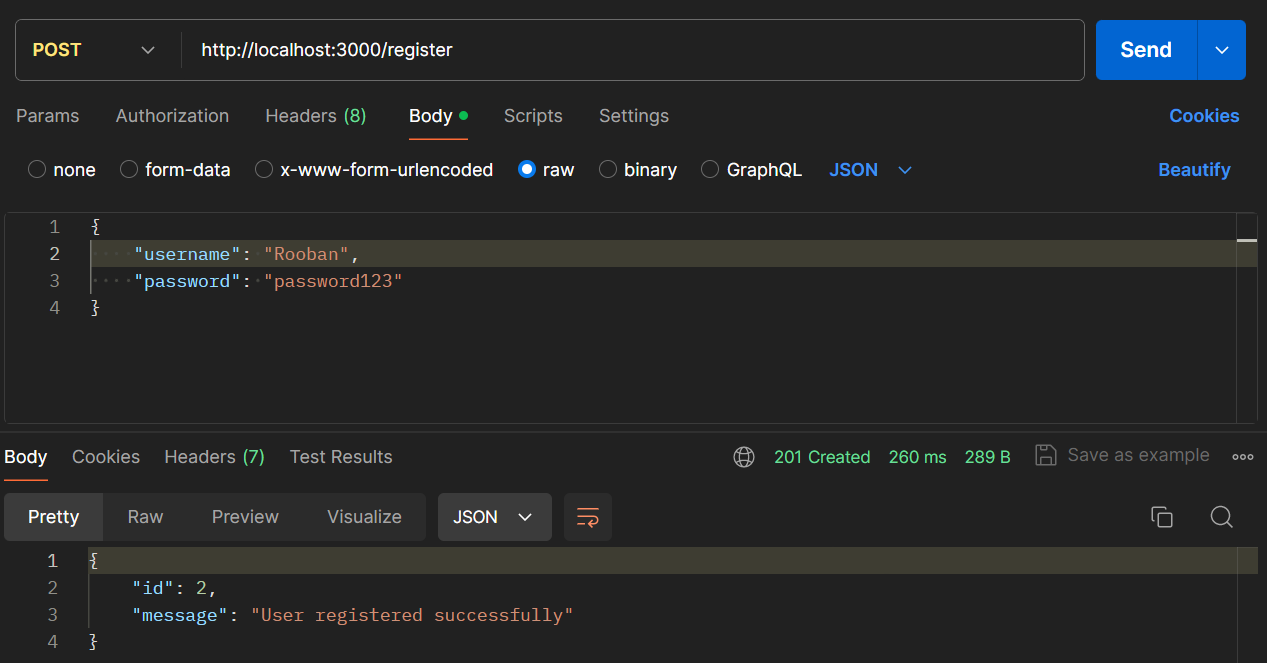 POST http://localhost:3000/register Send
Params Authorization Headers (8) Body Scripts Settings Cookies
none form-data x-www-form-urlencoded raw binary GraphQL JSON Beautify
1 {
2 "username": "Rooban",
3 "password": "password123"
4 }
Body Cookies Headers (7) Test Results 201 Created 260 ms 289 B Save as example
Pretty Raw Preview Visualize JSON
1 {
2 "id": 2,
3 "message": "User registered successfully"
4 }